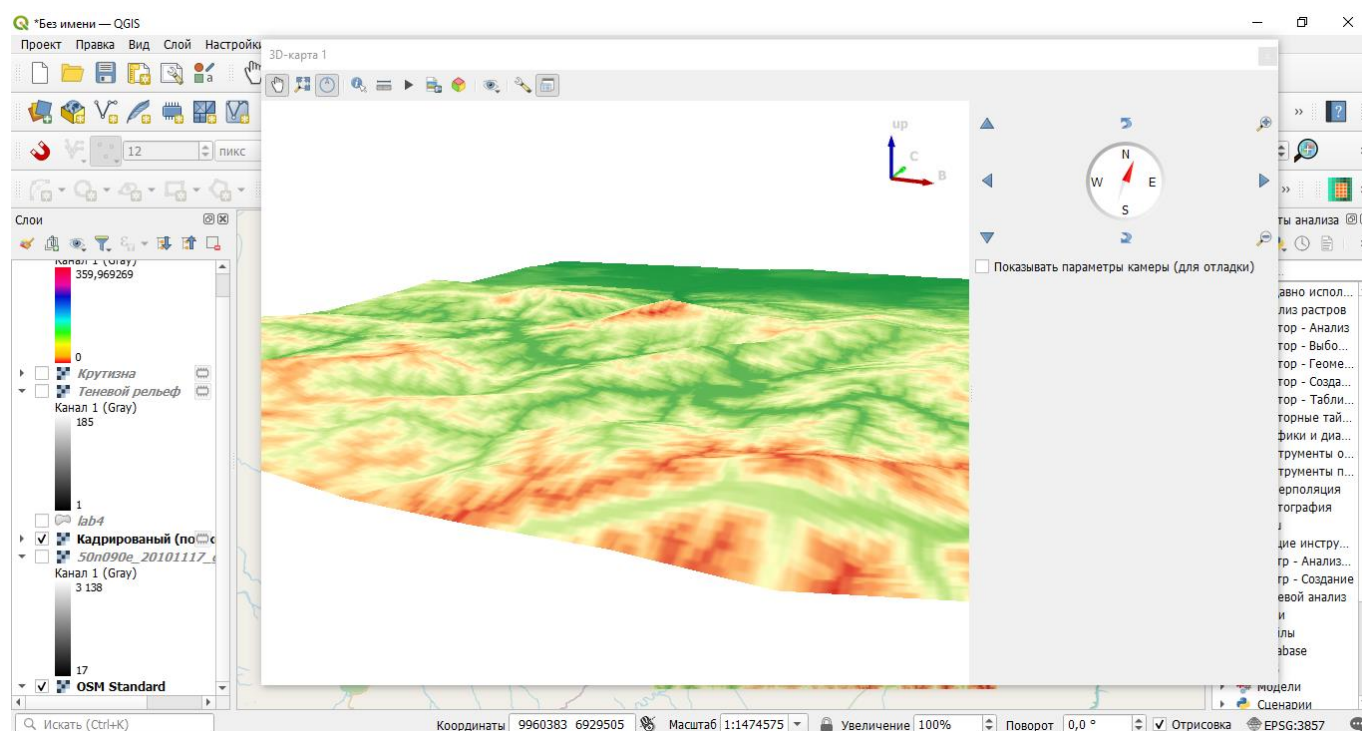 *Без имени — QGIS
Проект Правка Вид Слой Настройки
3D-карта 1
12
пикс
Слои
Канал 1 (Gray)
359,969269
0
Крутизна
Теневой рельеф
Канал 1 (Gray)
185
1
lab4
Кадрированый (по
50n090e_20101117_
Канал 1 (Gray)
3 138
17
OSM Standard
up
C
B
N
W E
S
Показывать параметры камеры (для отладки)
ты анализа
авно испол...
лиз растров
тор - Анализ
тор - Выбо...
тор - Геоме...
тор - Созда...
тор - Табли...
торные тай...
фики и диа...
трументы о...
трументы п...
ерполяция
тография
щие инстру...
тр - Анализ...
тр - Создание
евой анализ
и
йлы
abase
Модели
Сценарии
Искать (Ctrl+K)
Координаты 9960383 6929505 Масштаб 1:1474575 Увеличение 100% Поворот 0,0 ° Отрисовка EPSG:3857